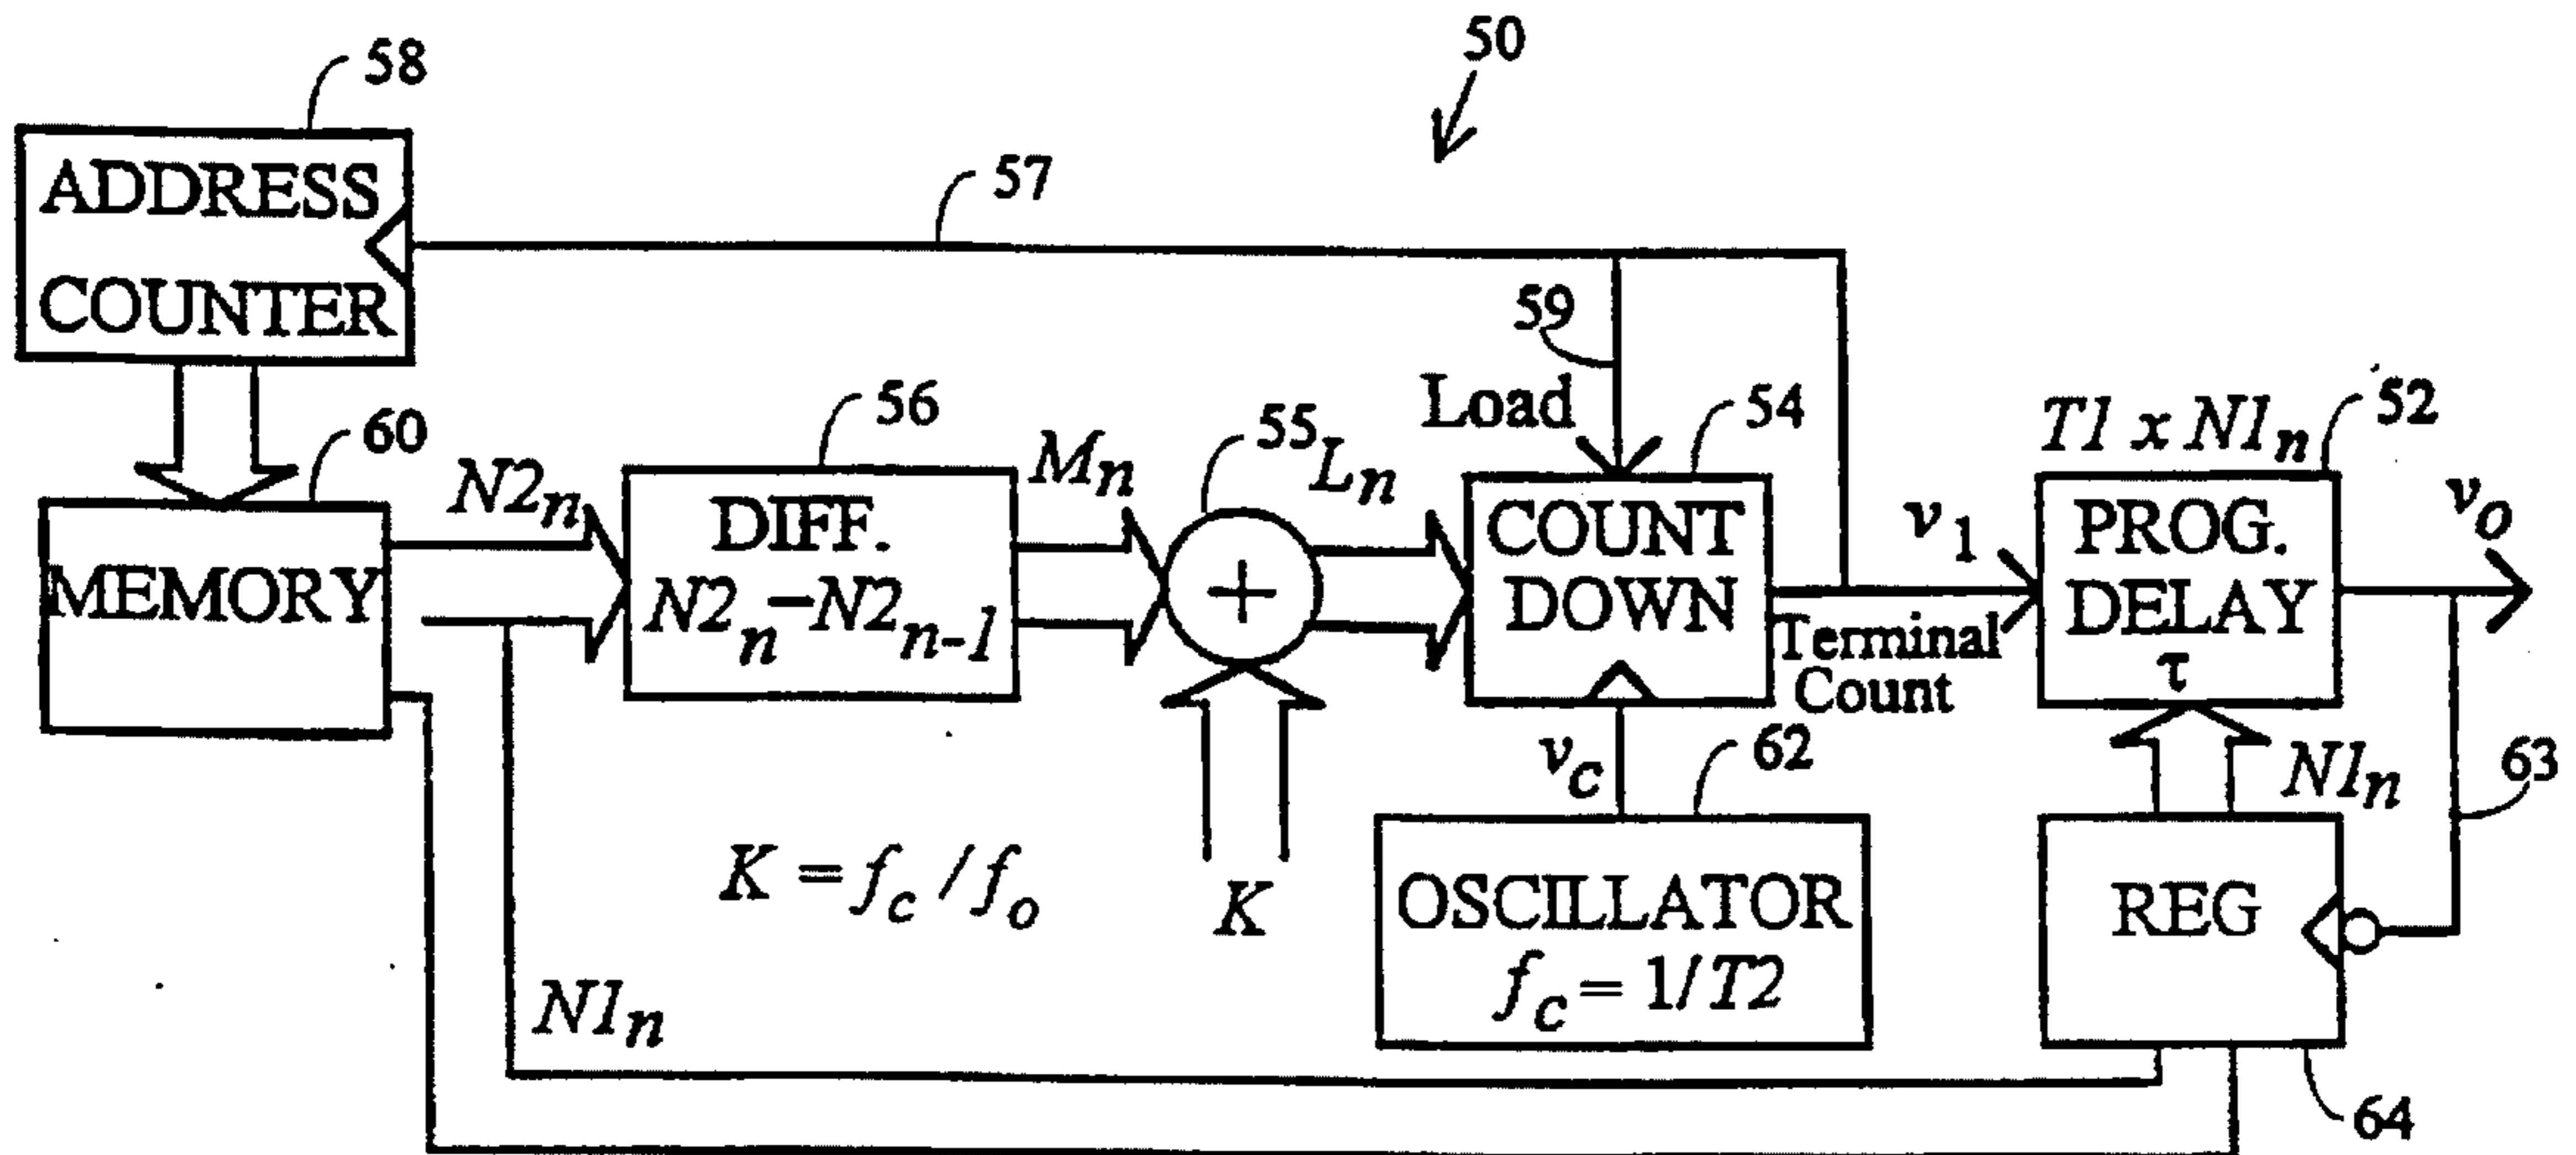 50
58
ADDRESS
COUNTER
57
59
Load
60
MEMORY
N2n
56
DIFF.
N2n−N2n-1
Mn
55
+
Ln
54
COUNT
DOWN
v1
Terminal
Count
T1 x N1n
52
PROG.
DELAY
τ
vo
K = fc / fo
K
vc
62
OSCILLATOR
fc = 1/T2
N1n
63
REG
64
N1n